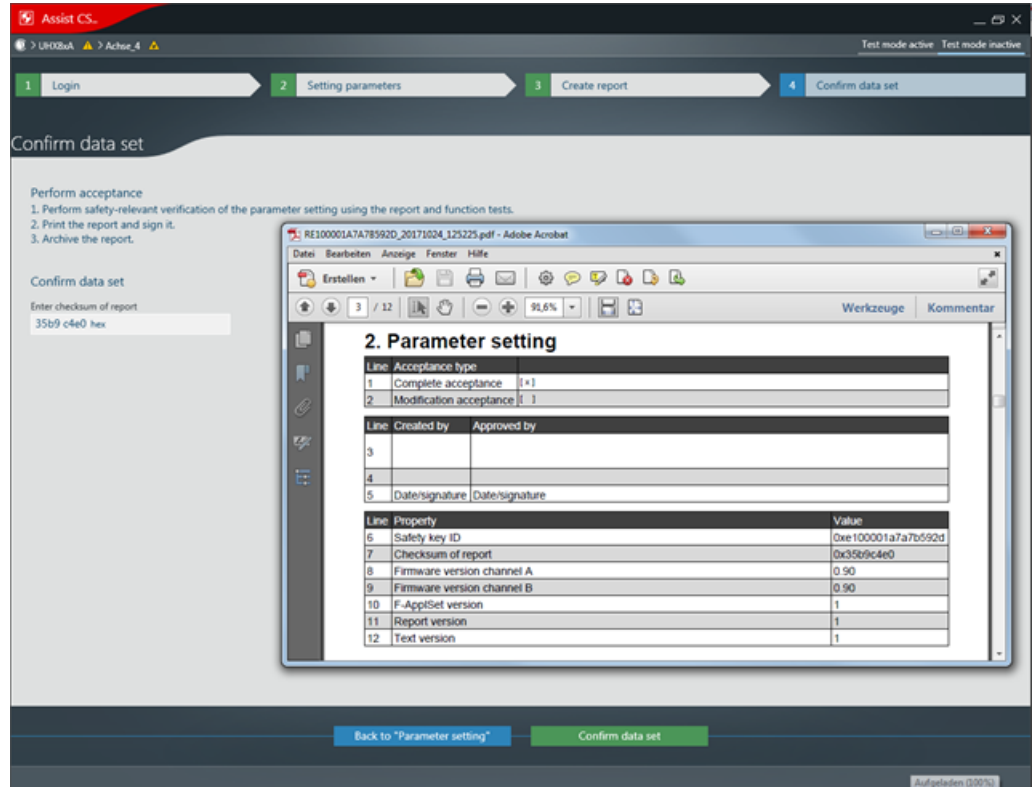 Assist CS..
> UHX8xA > Achse_4
Test mode active Test mode inactive
1 Login
2 Setting parameters
3 Create report
4 Confirm data set
Confirm data set
Perform acceptance
1. Perform safety-relevant verification of the parameter setting using the report and function tests.
2. Print the report and sign it.
3. Archive the report.
Confirm data set
Enter checksum of report
35b9 c4e0 hex
RE100001A7A78592D_20171024_125225.pdf - Adobe Acrobat
Datei Bearbeiten Anzeige Fenster Hilfe
Erstellen
3 / 12 91,6% Werkzeuge Kommentar
2. Parameter setting
Line Acceptance type
1 Complete acceptance [x]
2 Modification acceptance [ ]
Line Created by Approved by
3
4
5 Date/signature Date/signature
Line Property Value
6 Safety key ID 0xe100001a7a7b592d
7 Checksum of report 0x35b9c4e0
8 Firmware version channel A 0.90
9 Firmware version channel B 0.90
10 F-ApplSet version 1
11 Report version 1
12 Text version 1
Back to "Parameter setting"
Confirm data set
Aufgeladen (100%)